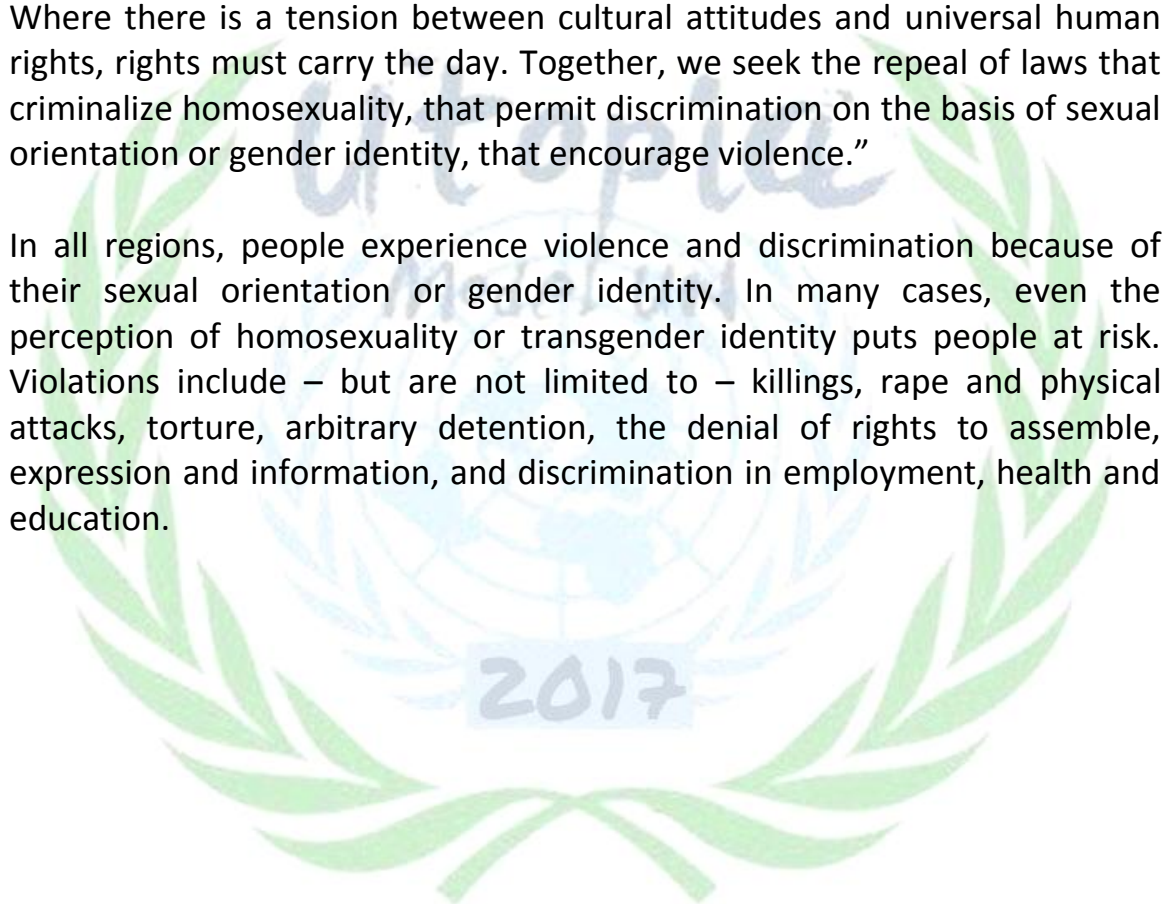 Where there is a tension between cultural attitudes and universal human
rights, rights must carry the day. Together, we seek the repeal of laws that
criminalize homosexuality, that permit discrimination on the basis of sexual
orientation or gender identity, that encourage violence.”
Utopia
In all regions, people experience violence and discrimination because of
their sexual orientation or gender identity. In many cases, even the
Model UN
perception of homosexuality or transgender identity puts people at risk.
Violations include – but are not limited to – killings, rape and physical
attacks, torture, arbitrary detention, the denial of rights to assemble,
expression and information, and discrimination in employment, health and
education.
2017